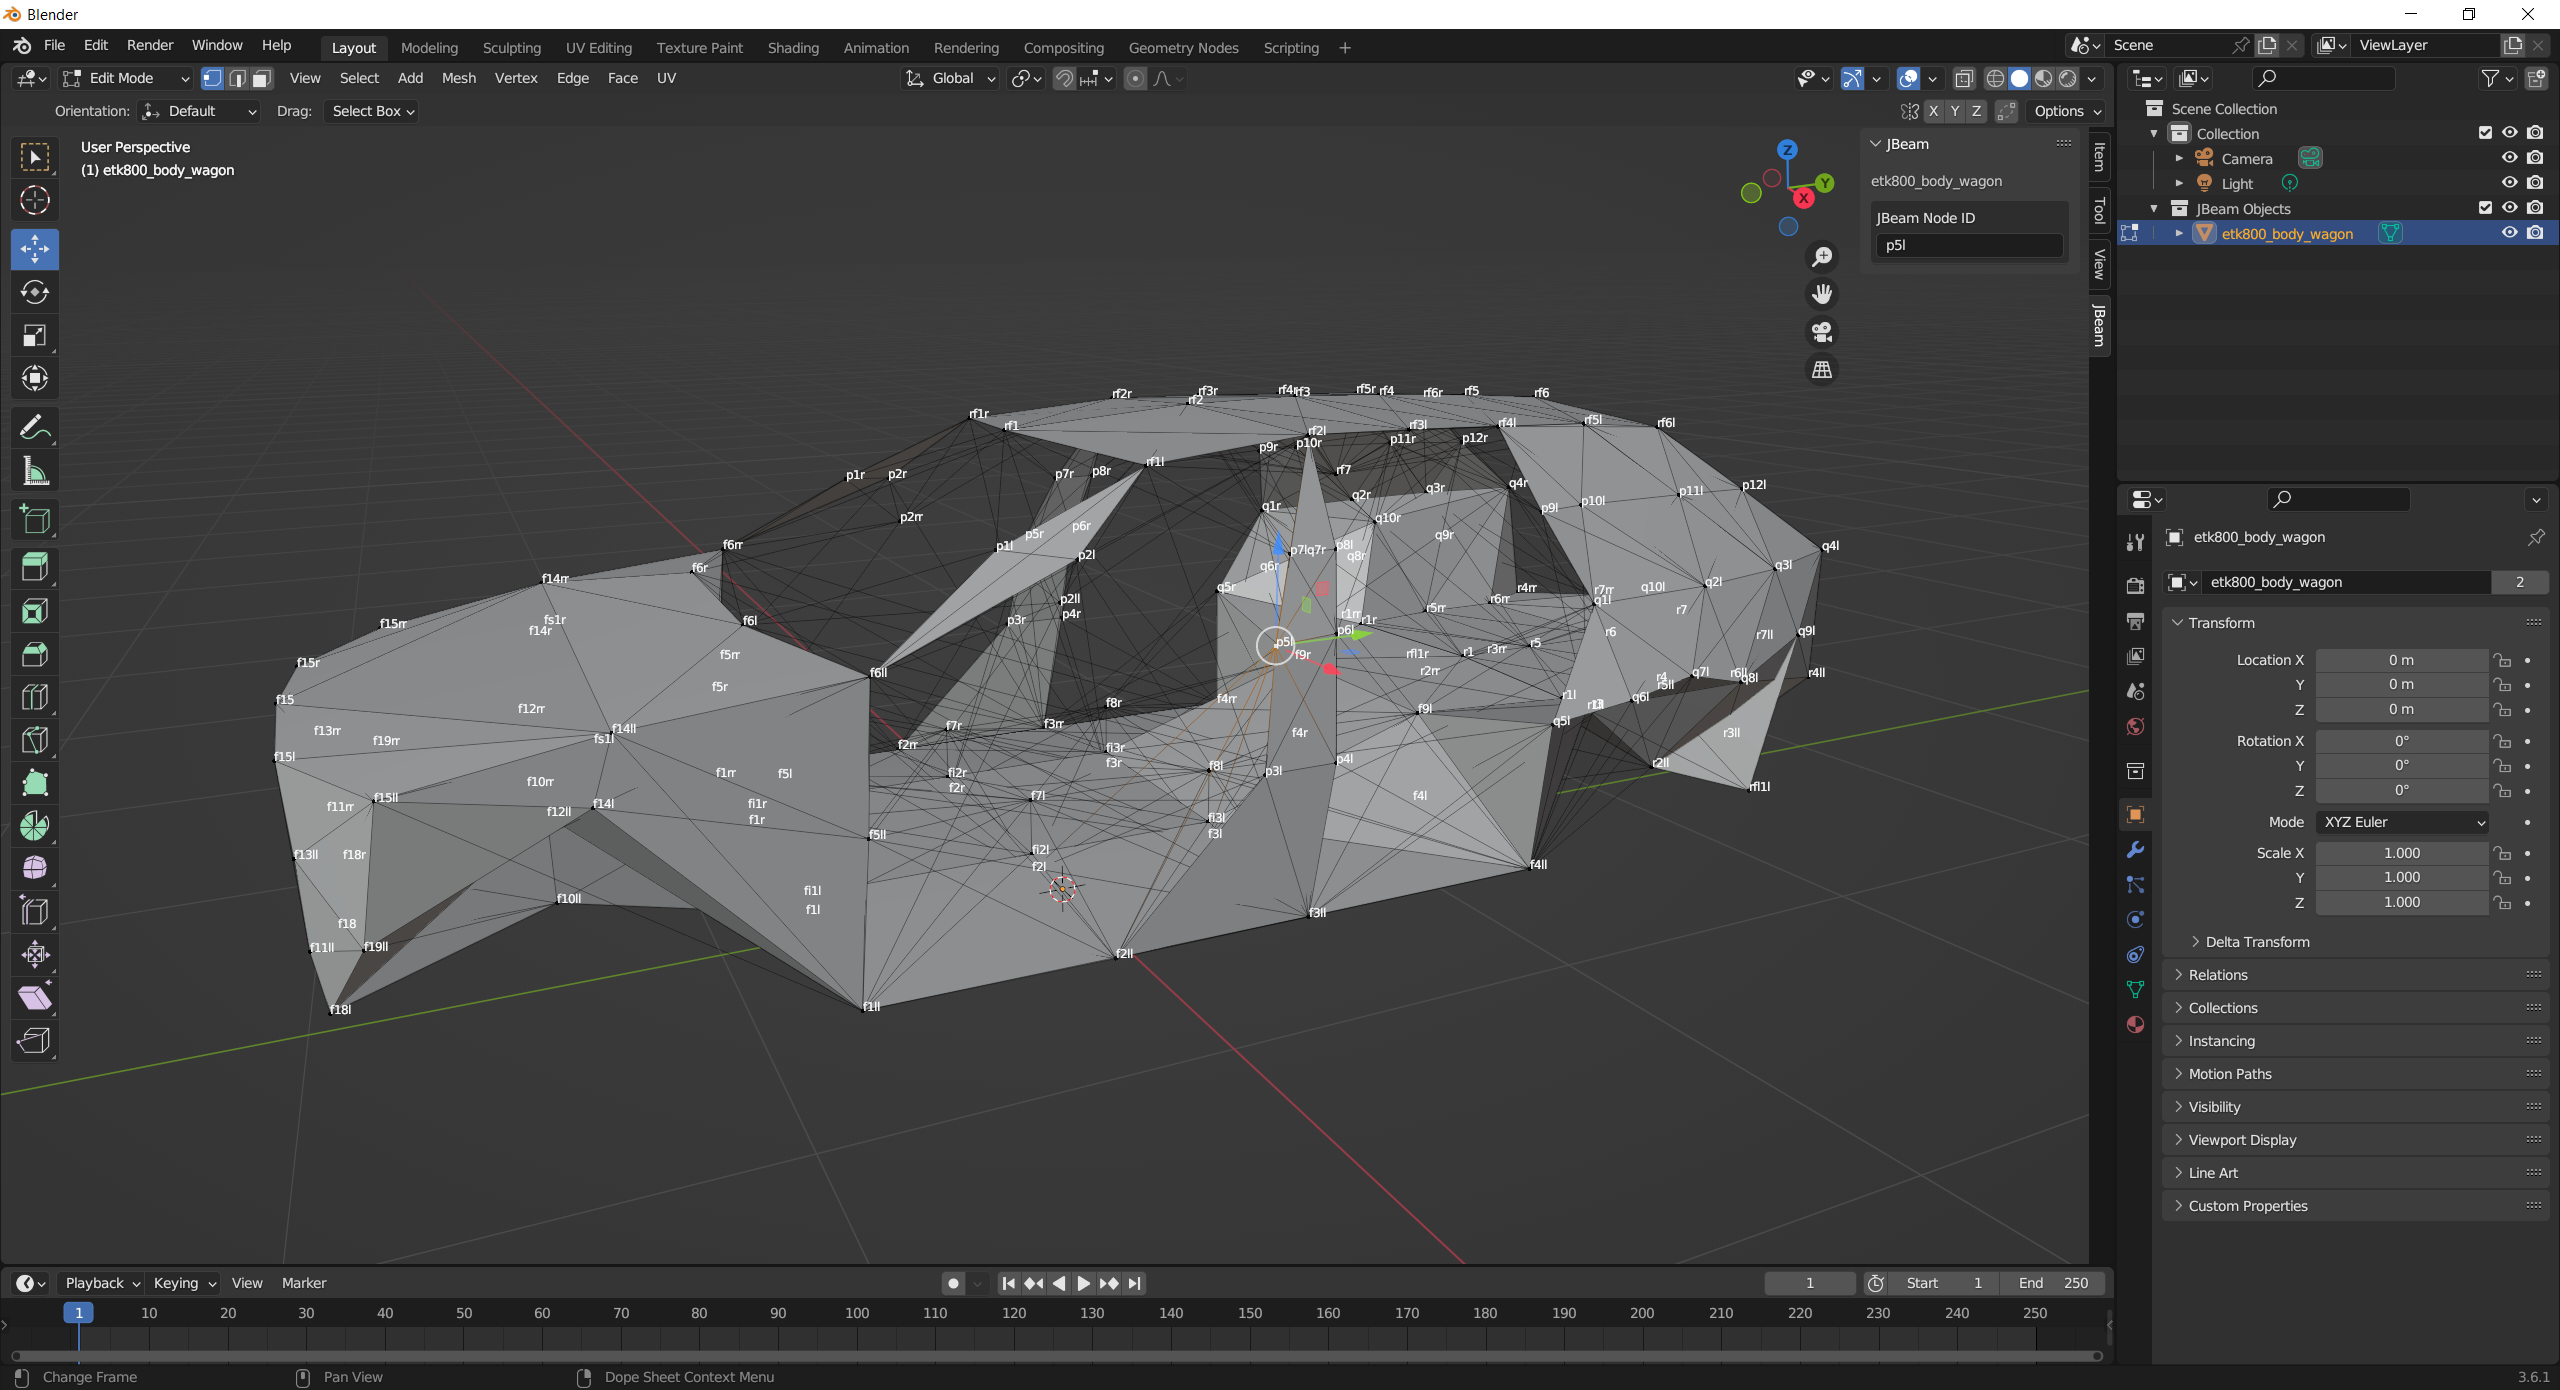 Blender
File Edit Render Window Help Layout Modeling Sculpting UV Editing Texture Paint Shading Animation Rendering Compositing Geometry Nodes Scripting + Scene ViewLayer
Edit Mode View Select Add Mesh Vertex Edge Face UV Global
Orientation: Default Drag: Select Box X Y Z Options
User Perspective
(1) etk800_body_wagon
Z
Y
X
JBeam
etk800_body_wagon
JBeam Node ID
p5l
Item
Tool
View
JBeam
rf2r rf3r rf2 rf3 rf5r rf4 rf6r rf5 rf6
rf1r rf1 rf2l rf3l rf4l rf5l rf6l
p9r p10r p11r p12r
p1r p2r p7r p8r rf1l rf7
q1r q2r q3r q4r p9l p10l p11l p12l
p2rr p5r p6r q10r q9r
f6rr p1l p2l p7l q7r p8l q8r q4l
f14rr f6r q6r q5r r4rr r7rr q10l q2l q3l
p2ll p4r r6rr r5rr q1l r7
f15rr fs1r f14r f6l p3r r1rr r1r p6l r6 r7ll q9l
f15r f5rr p5l f9r rfl1r r1 r3rr r5
f6ll r2rr r4 r5ll q7l r6ll q8l r4ll
f15 f5r f12rr f8r f4rr f9l r1l q6l
f13rr f19rr f14ll fs1l f7r f3rr f4r q5l r3ll
f2rr fi3r f3r
f15l f1rr f5l fi2r f2r f8l p3l p4l r2ll
f10rr f7l f4l rfl1l
f15ll f11rr f12ll f14l fi1r f1r fi3l f3l
f5ll
f13ll f18r fi2l f2l f4ll
f10ll fi1l f1l f3ll
f18
f11ll f19ll f2ll
f18l f1ll
Scene Collection
Collection
Camera
Light
JBeam Objects
etk800_body_wagon
etk800_body_wagon
etk800_body_wagon 2
Transform
Location X 0 m
Y 0 m
Z 0 m
Rotation X 0°
Y 0°
Z 0°
Mode XYZ Euler
Scale X 1.000
Y 1.000
Z 1.000
Delta Transform
Relations
Collections
Instancing
Motion Paths
Visibility
Viewport Display
Line Art
Custom Properties
Playback Keying View Marker 1 Start 1 End 250
1 10 20 30 40 50 60 70 80 90 100 110 120 130 140 150 160 170 180 190 200 210 220 230 240 250
Change Frame Pan View Dope Sheet Context Menu 3.6.1